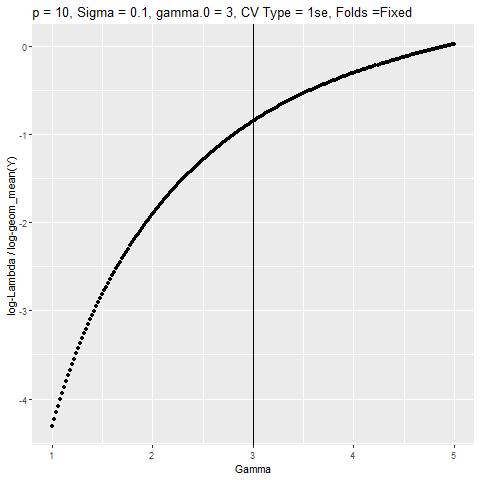 p = 10, Sigma = 0.1, gamma.0 = 3, CV Type = 1se, Folds =Fixed
0
-1
-2
-3
-4
log-Lambda / log-geom_mean(Y)
1 2 3 4 5
Gamma